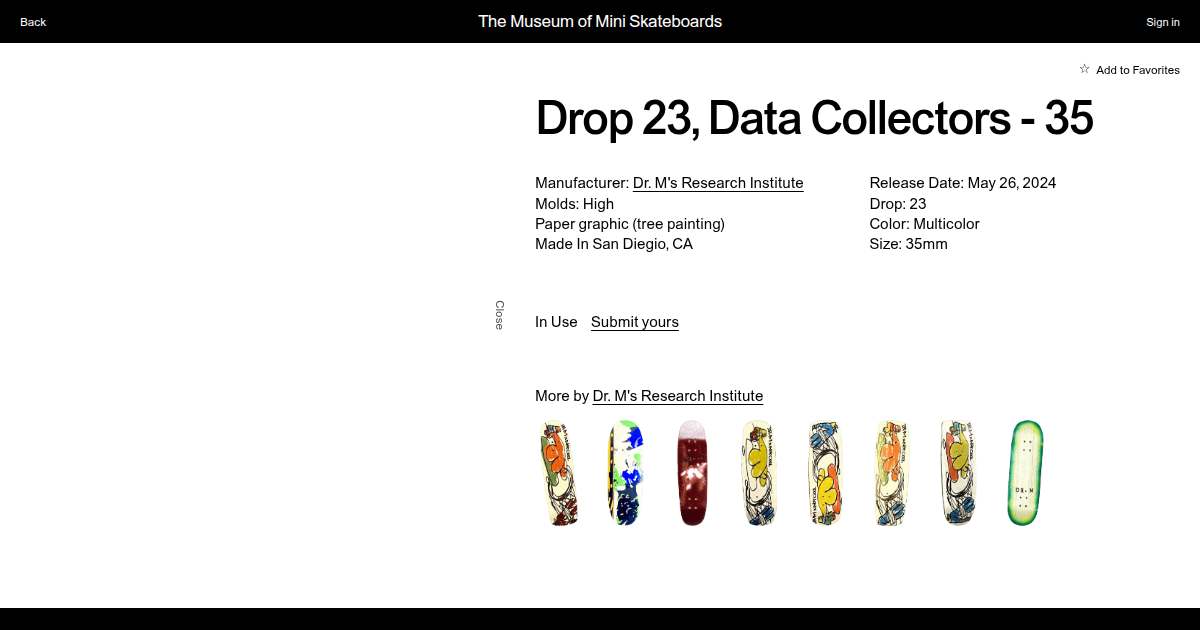 Back
The Museum of Mini Skateboards
Sign in
☆ Add to Favorites
Drop 23, Data Collectors - 35
Manufacturer: Dr. M's Research Institute
Molds: High
Paper graphic (tree painting)
Made In San Diegio, CA
Release Date: May 26, 2024
Drop: 23
Color: Multicolor
Size: 35mm
Close
In Use Submit yours
More by Dr. M's Research Institute
DR. M